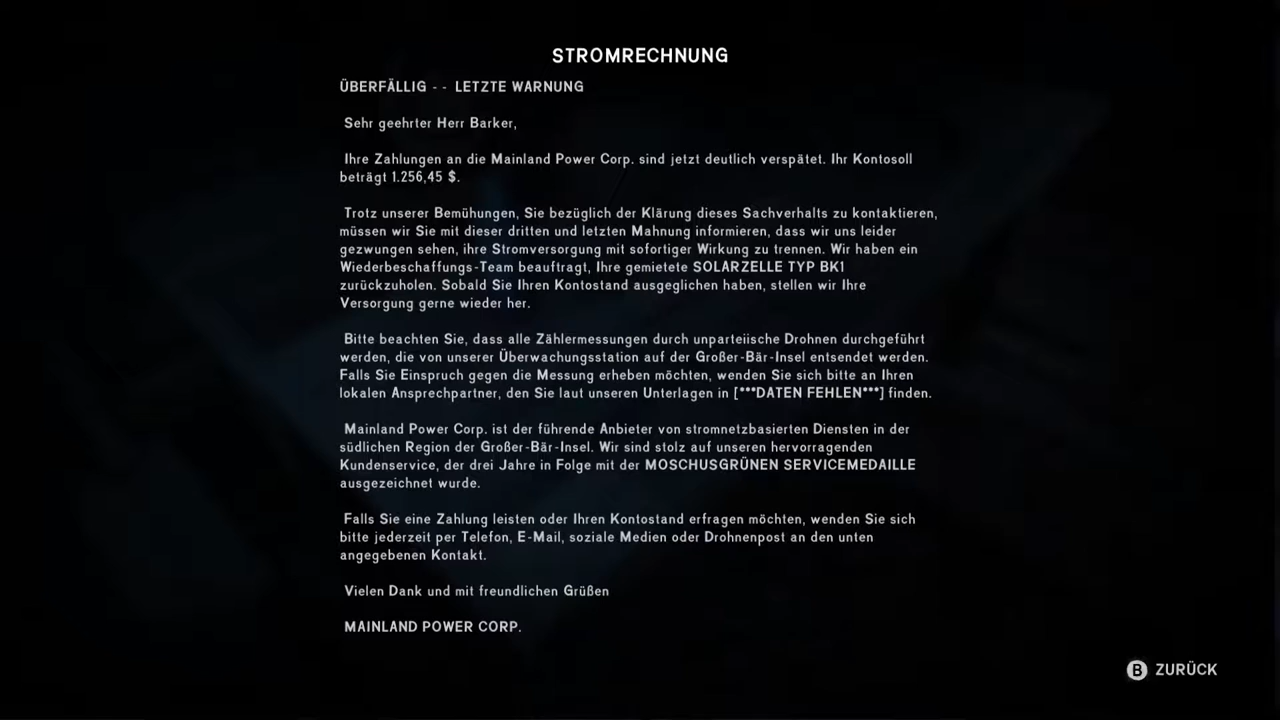 STROMRECHNUNG
ÜBERFÄLLIG -- LETZTE WARNUNG
Sehr geehrter Herr Barker,
Ihre Zahlungen an die Mainland Power Corp. sind jetzt deutlich verspätet. Ihr Kontosoll
beträgt 1.256,45 $.
Trotz unserer Bemühungen, Sie bezüglich der Klärung dieses Sachverhalts zu kontaktieren,
müssen wir Sie mit dieser dritten und letzten Mahnung informieren, dass wir uns leider
gezwungen sehen, ihre Stromversorgung mit sofortiger Wirkung zu trennen. Wir haben ein
Wiederbeschaffungs-Team beauftragt, Ihre gemietete SOLARZELLE TYP BK1
zurückzuholen. Sobald Sie Ihren Kontostand ausgeglichen haben, stellen wir Ihre
Versorgung gerne wieder her.
Bitte beachten Sie, dass alle Zählermessungen durch unparteiische Drohnen durchgeführt
werden, die von unserer Überwachungsstation auf der Großer-Bär-Insel entsendet werden.
Falls Sie Einspruch gegen die Messung erheben möchten, wenden Sie sich bitte an Ihren
lokalen Ansprechpartner, den Sie laut unseren Unterlagen in [***DATEN FEHLEN***] finden.
Mainland Power Corp. ist der führende Anbieter von stromnetzbasierten Diensten in der
südlichen Region der Großer-Bär-Insel. Wir sind stolz auf unseren hervorragenden
Kundenservice, der drei Jahre in Folge mit der MOSCHUSGRÜNEN SERVICEMEDAILLE
ausgezeichnet wurde.
Falls Sie eine Zahlung leisten oder Ihren Kontostand erfragen möchten, wenden Sie sich
bitte jederzeit per Telefon, E-Mail, soziale Medien oder Drohnenpost an den unten
angegebenen Kontakt.
Vielen Dank und mit freundlichen Grüßen
MAINLAND POWER CORP.
B ZURÜCK